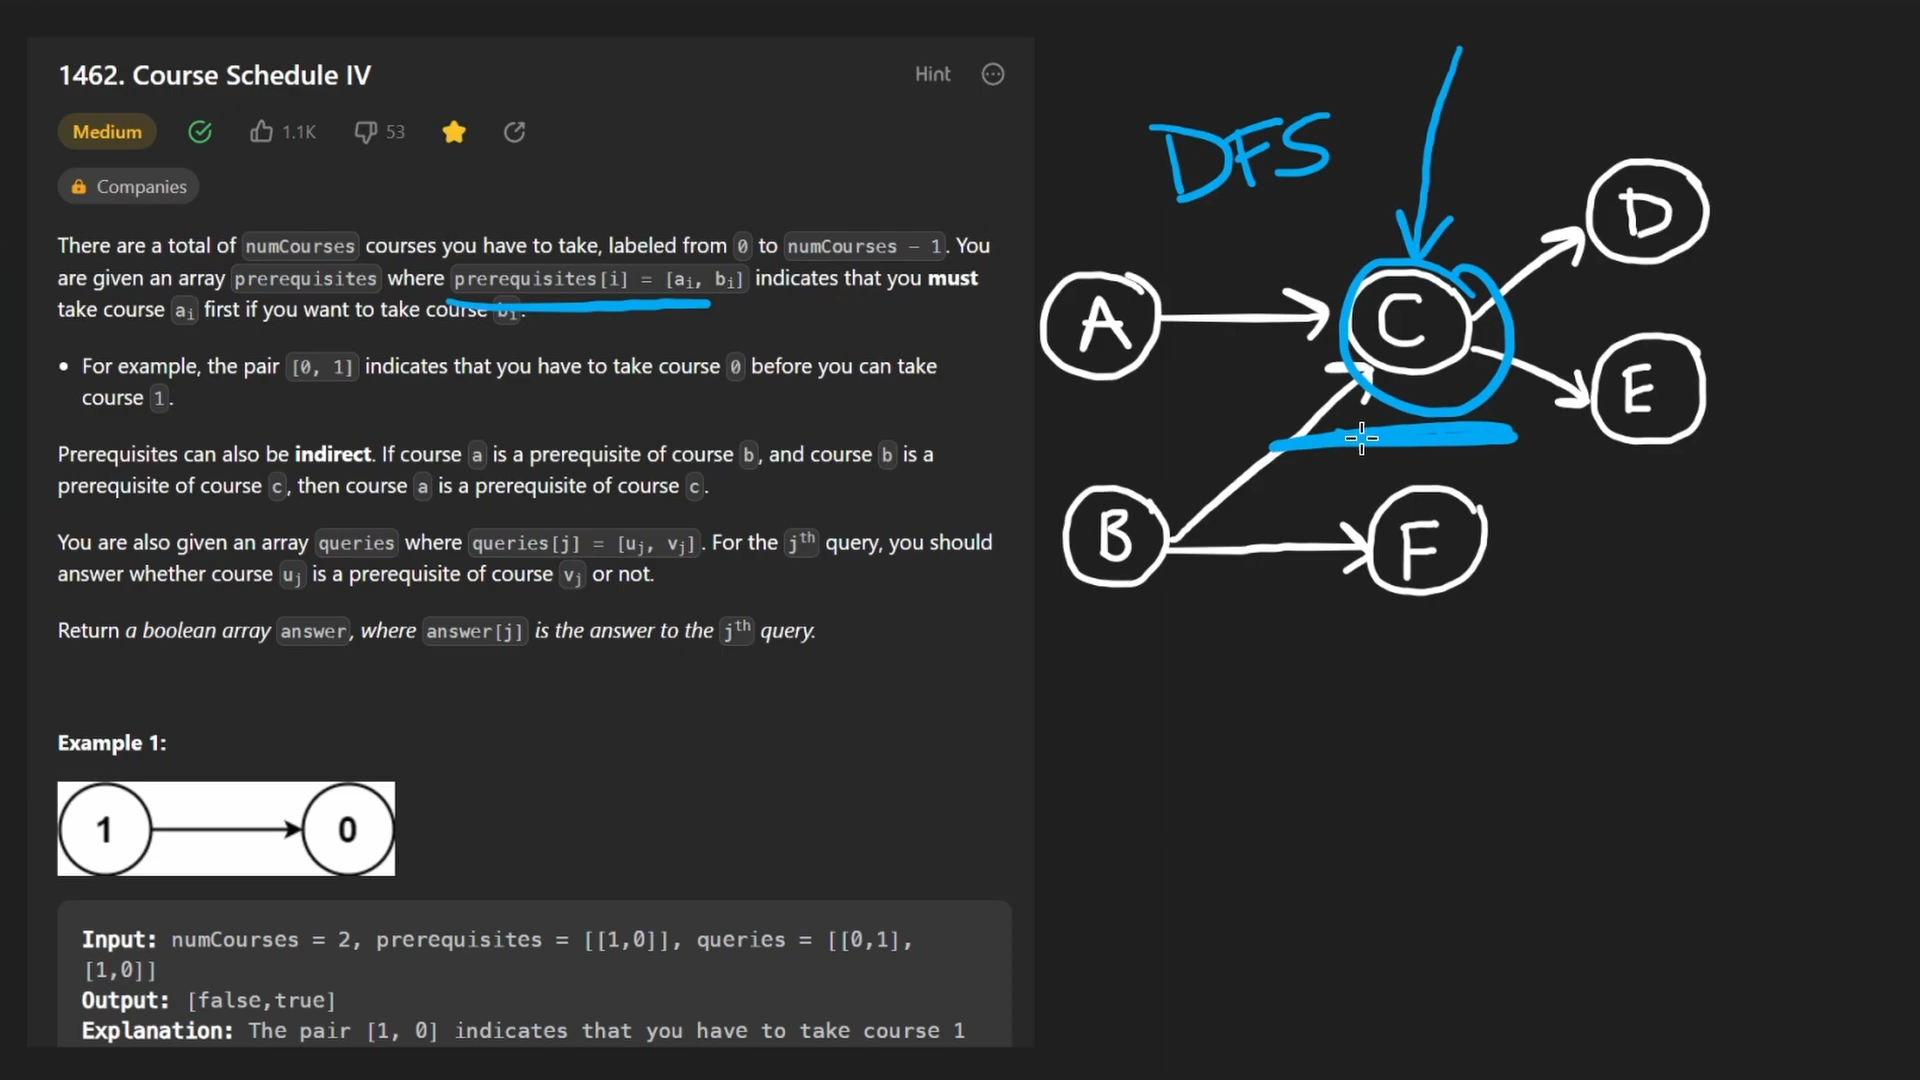 1462. Course Schedule IV
Hint
Medium
1.1K
53
Companies
There are a total of numCourses courses you have to take, labeled from 0 to numCourses - 1. You
are given an array prerequisites where prerequisites[i] = [aᵢ, bᵢ] indicates that you must
take course aᵢ first if you want to take course bᵢ.
• For example, the pair [0, 1] indicates that you have to take course 0 before you can take
course 1.
Prerequisites can also be indirect. If course a is a prerequisite of course b, and course b is a
prerequisite of course c, then course a is a prerequisite of course c.
You are also given an array queries where queries[j] = [uⱼ, vⱼ]. For the jᵗʰ query, you should
answer whether course uⱼ is a prerequisite of course vⱼ or not.
Return a boolean array answer, where answer[j] is the answer to the jᵗʰ query.
Example 1:
1
0
Input: numCourses = 2, prerequisites = [[1,0]], queries = [[0,1],
[1,0]]
Output: [false,true]
Explanation: The pair [1, 0] indicates that you have to take course 1
DFS
D
A
C
E
B
F